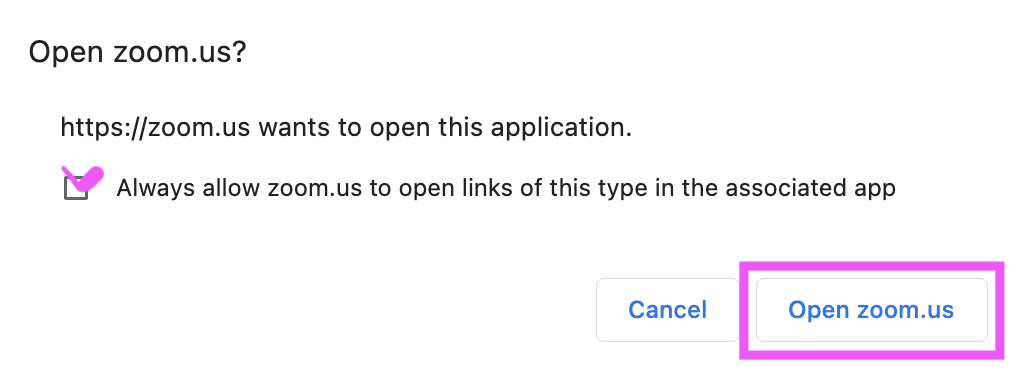 Open zoom.us?
https://zoom.us wants to open this application.
Always allow zoom.us to open links of this type in the associated app
Cancel
Open zoom.us